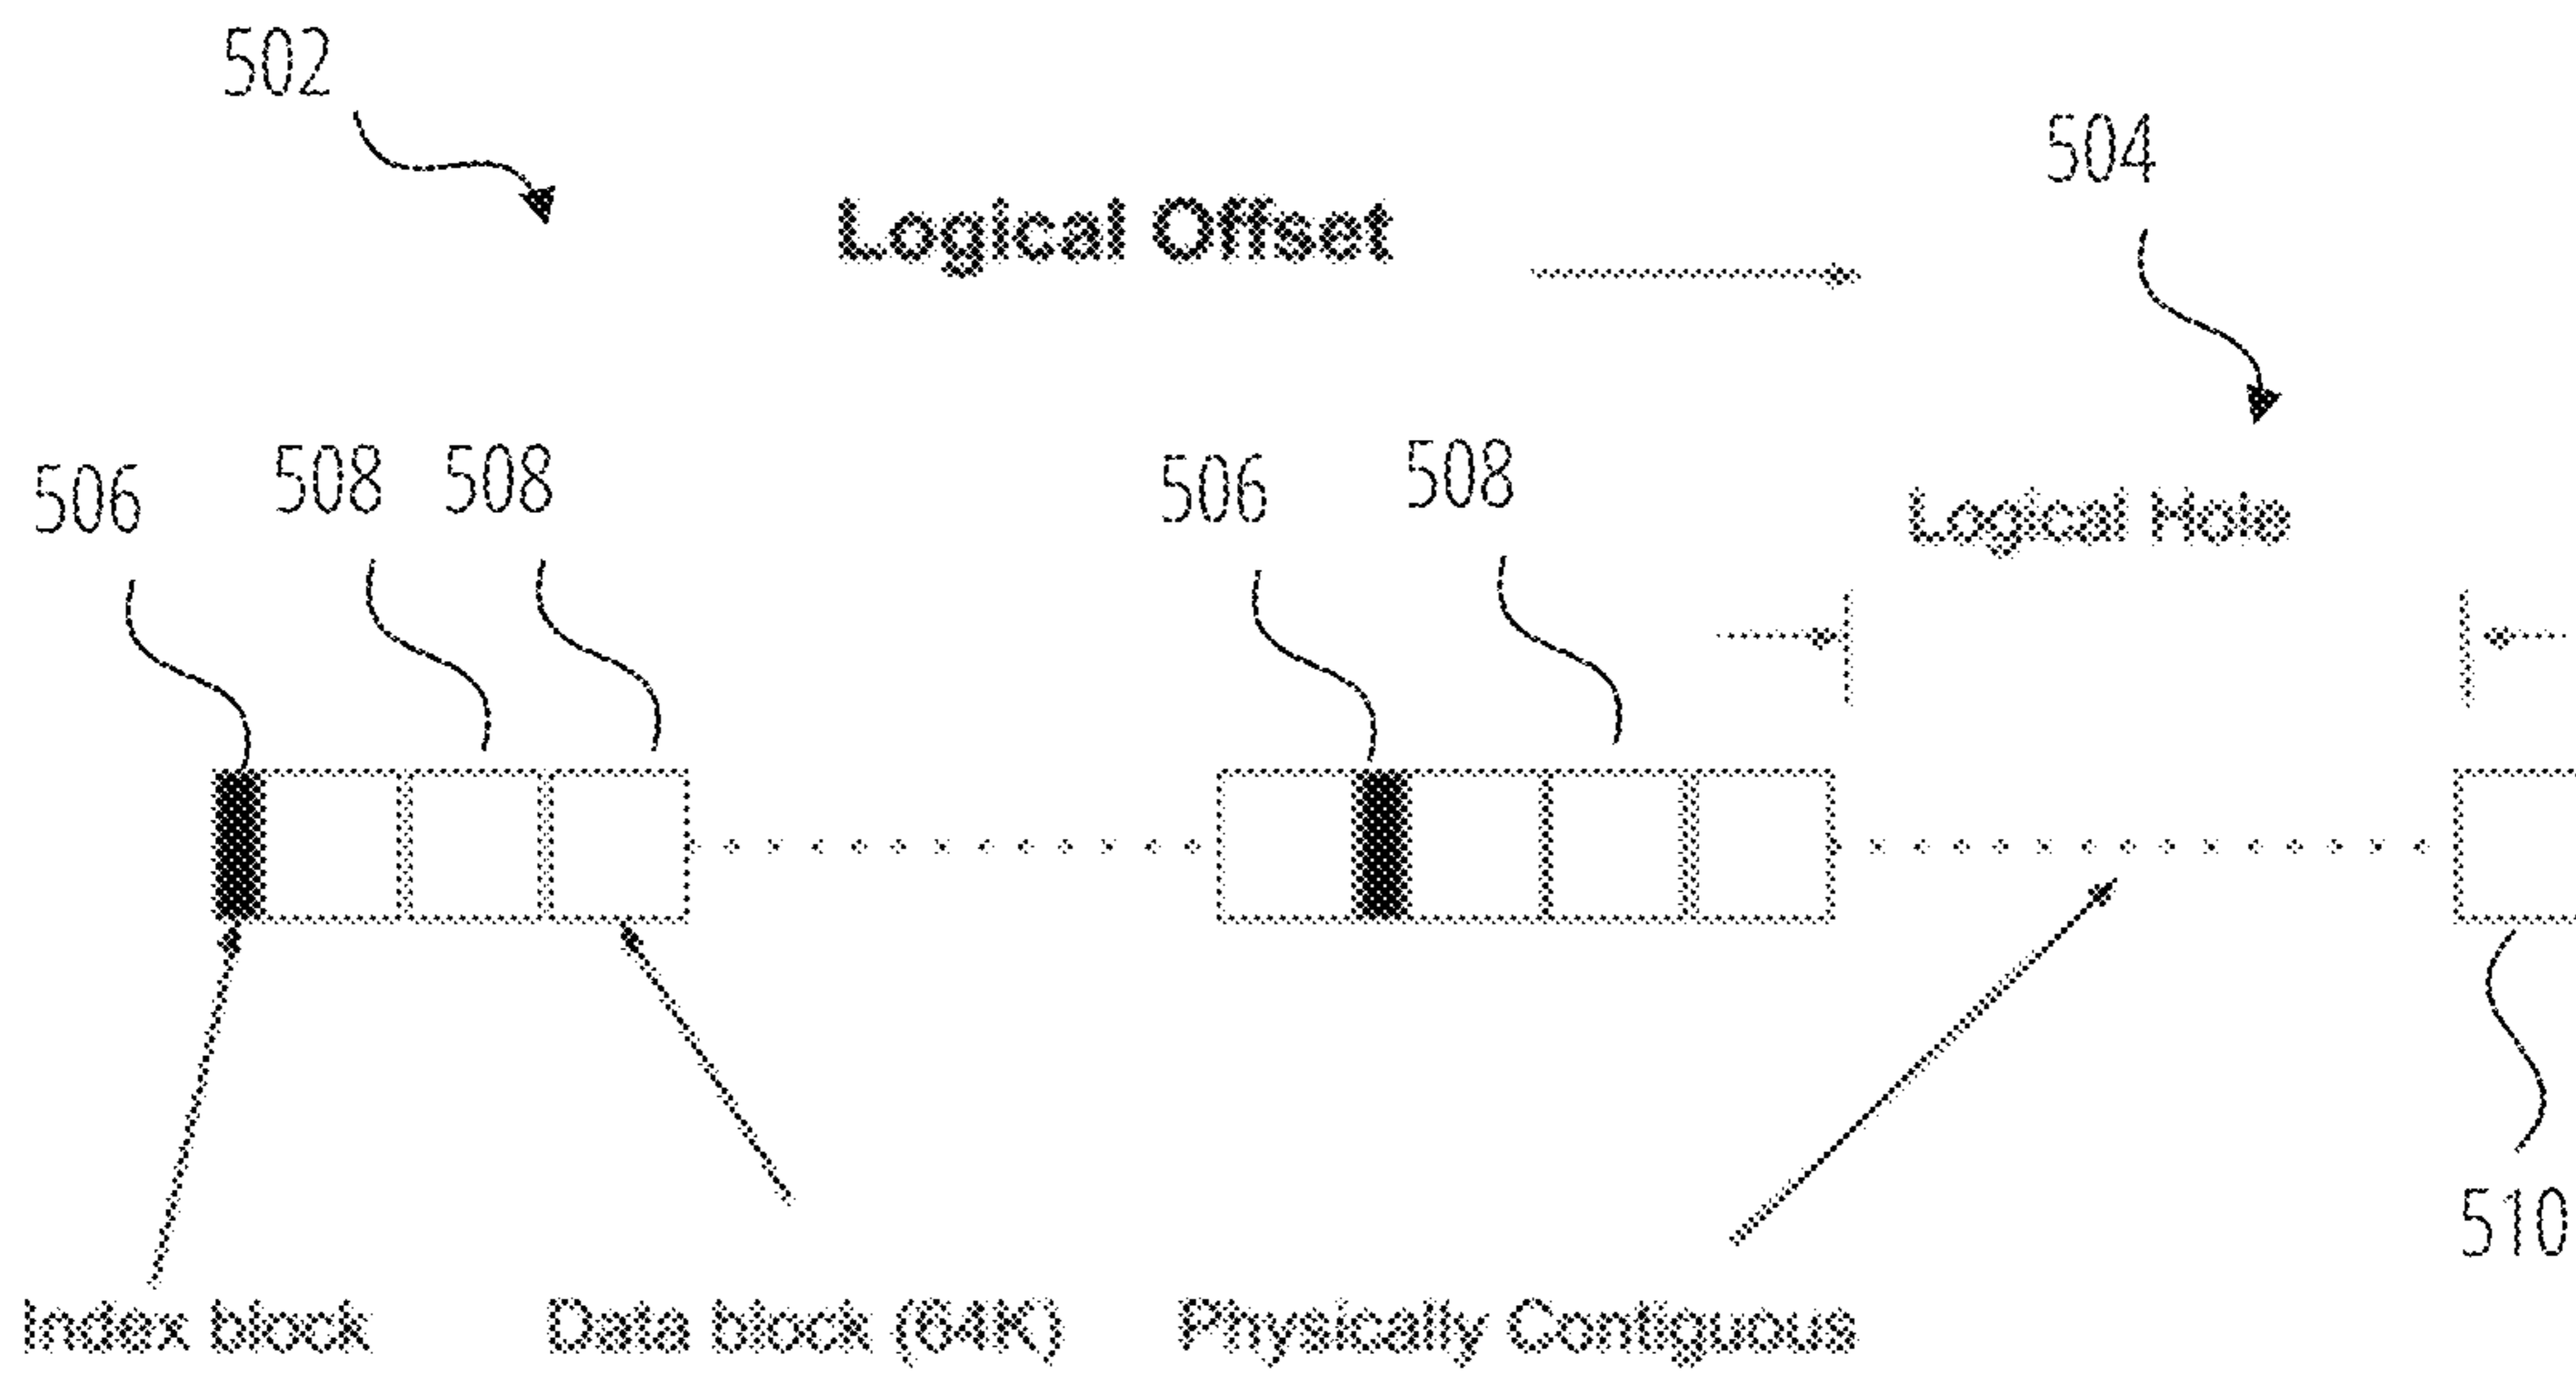 502
504
Logical Offset
506
508
508
506
508
Logical Hole
510
Index block
Data block (64K)
Physically Contiguous